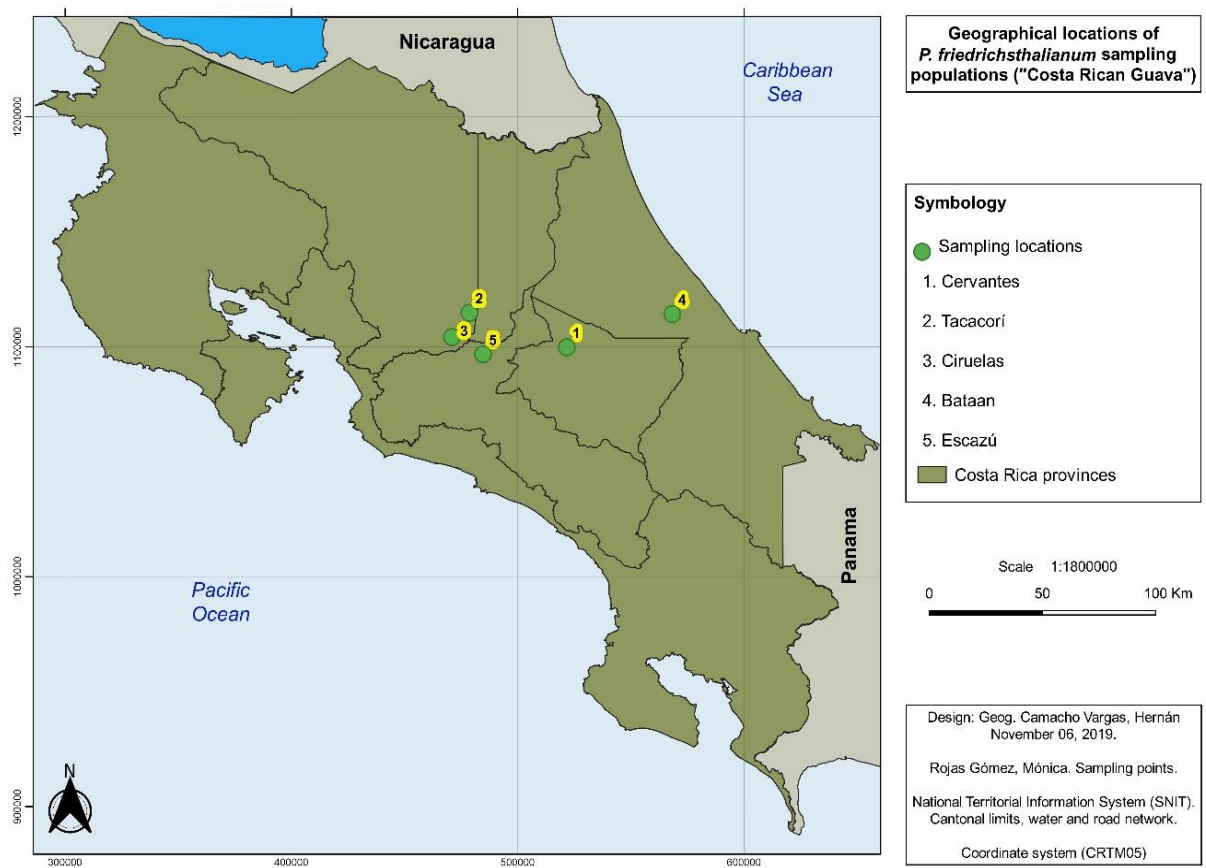 Nicaragua
Caribbean
Sea
Pacific
Ocean
Panama
2
3
5
1
4
N
1200000
1100000
1000000
900000
300000
400000
500000
600000
Geographical locations of
P. friedrichsthalianum sampling
populations ("Costa Rican Guava")
Symbology
Sampling locations
1. Cervantes
2. Tacacorí
3. Ciruelas
4. Bataan
5. Escazú
Costa Rica provinces
Scale 1:1800000
0 50 100 Km
Design: Geog. Camacho Vargas, Hernán
November 06, 2019.
Rojas Gómez, Mónica. Sampling points.
National Territorial Information System (SNIT).
Cantonal limits, water and road network.
Coordinate system (CRTM05)